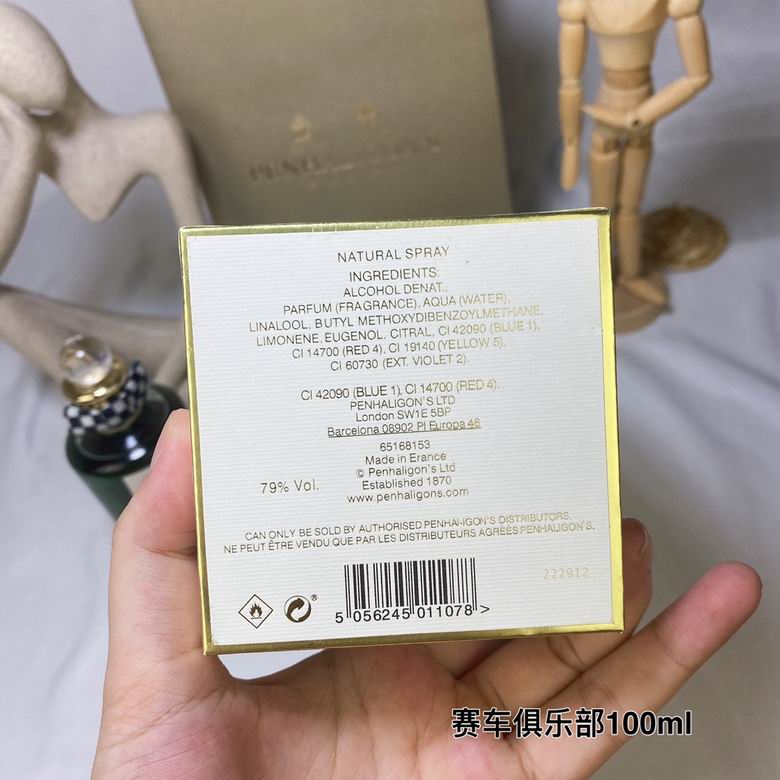 PENHALIGON'S
NATURAL SPRAY
INGREDIENTS:
ALCOHOL DENAT.,
PARFUM (FRAGRANCE), AQUA (WATER),
LINALOOL, BUTYL METHOXYDIBENZOYLMETHANE,
LIMONENE, EUGENOL, CITRAL, CI 42090 (BLUE 1),
CI 14700 (RED 4), CI 19140 (YELLOW 5),
CI 60730 (EXT. VIOLET 2).
CI 42090 (BLUE 1), CI 14700 (RED 4).
PENHALIGON'S LTD
London SW1E 5BP
Barcelona 08902 Pl Europa 46
65168153
Made in France
© Penhaligon's Ltd
79% Vol.
Established 1870
www.penhaligons.com
CAN ONLY BE SOLD BY AUTHORISED PENHAI-IGON'S DISTRIBUTORS.
NE PEUT ÊTRE VENDU QUE PAR LES DISTRIBUTEURS AGRÉÉS PENHALIGON'S.
222912
5 056245 011078 >
赛车俱乐部100ml